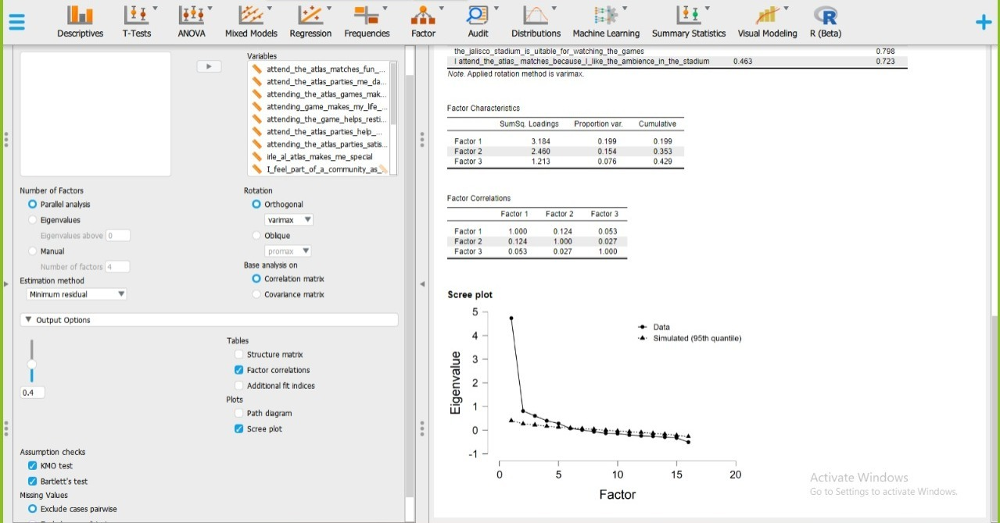 Descriptives T-Tests ANOVA Mixed Models Regression Frequencies Factor Audit Distributions Machine Learning Summary Statistics Visual Modeling R (Beta)
Variables
attend_the_atlas_matches_fun_...
attend_the_atlas_parties_me_da...
attending_the_atlas_games_mak...
attending_game_makes_my_life_...
attending_the_game_helps_resti...
attend_the_atlas_parties_help_...
attending_the_atlas_parties_satis...
irle_al_atlas_makes_me_special
I_feel_part_of_a_community_as_
Number of Factors
Parallel analysis
Eigenvalues
Eigenvalues above 0
Manual
Number of factors 4
Estimation method
Minimum residual
Rotation
Orthogonal
varimax
Oblique
promax
Base analysis on
Correlation matrix
Covariance matrix
Output Options
0.4
Tables
Structure matrix
Factor correlations
Additional fit indices
Plots
Path diagram
Scree plot
Assumption checks
KMO test
Bartlett's test
Missing Values
Exclude cases pairwise
the_jalisco_stadium_is_uitable_for_watching_the_games 0.798
I attend_the_atlas_ matches_because_I_like_the_ambience_in_the_stadium 0.463 0.723
Note. Applied rotation method is varimax.
Factor Characteristics
SumSq. Loadings Proportion var. Cumulative
Factor 1 3.184 0.199 0.199
Factor 2 2.460 0.154 0.353
Factor 3 1.213 0.076 0.429
Factor Correlations
Factor 1 Factor 2 Factor 3
Factor 1 1.000 0.124 0.053
Factor 2 0.124 1.000 0.027
Factor 3 0.053 0.027 1.000
Scree plot
Eigenvalue
5
4
3
2
1
0
-1
Data
Simulated (95th quantile)
0 5 10 15 20
Factor
Activate Windows
Go to Settings to activate Windows.